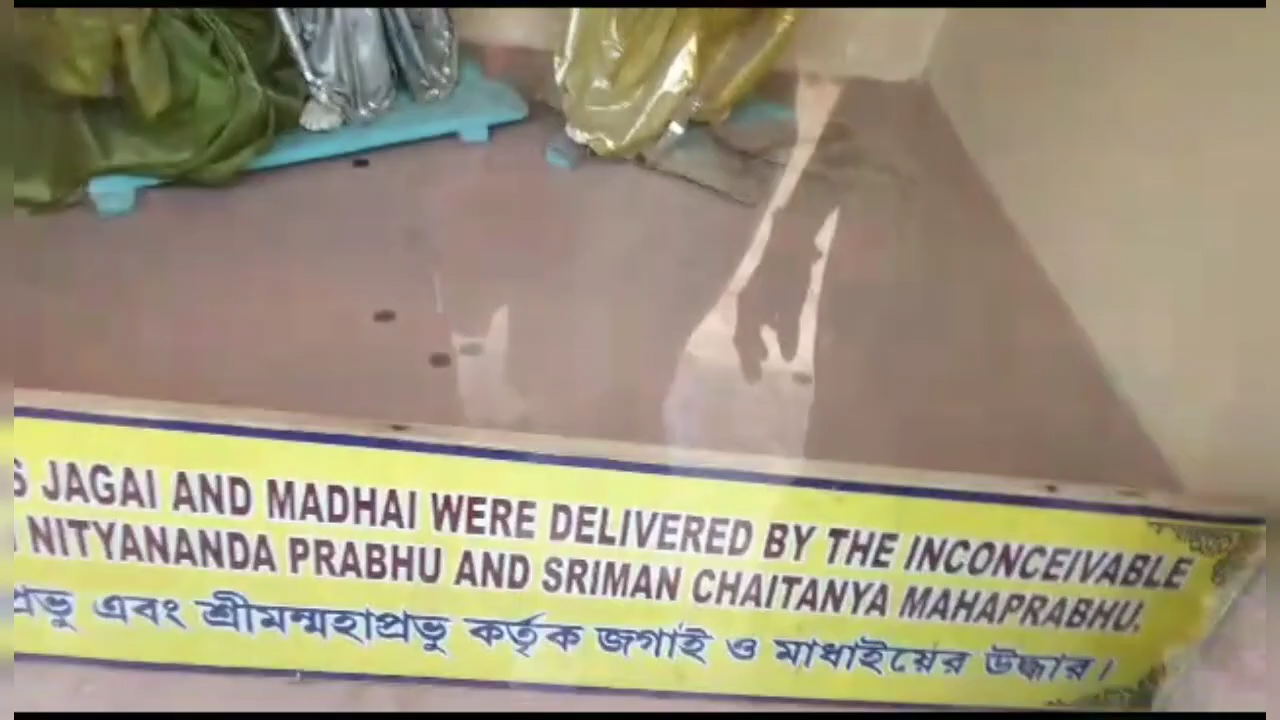 S JAGAI AND MADHAI WERE DELIVERED BY THE INCONCEIVABLE
NITYANANDA PRABHU AND SRIMAN CHAITANYA MAHAPRABHU.
প্রভু এবং শ্রীমন্মহাপ্রভু কর্তৃক জগাই ও মাধাইয়ের উদ্ধার।